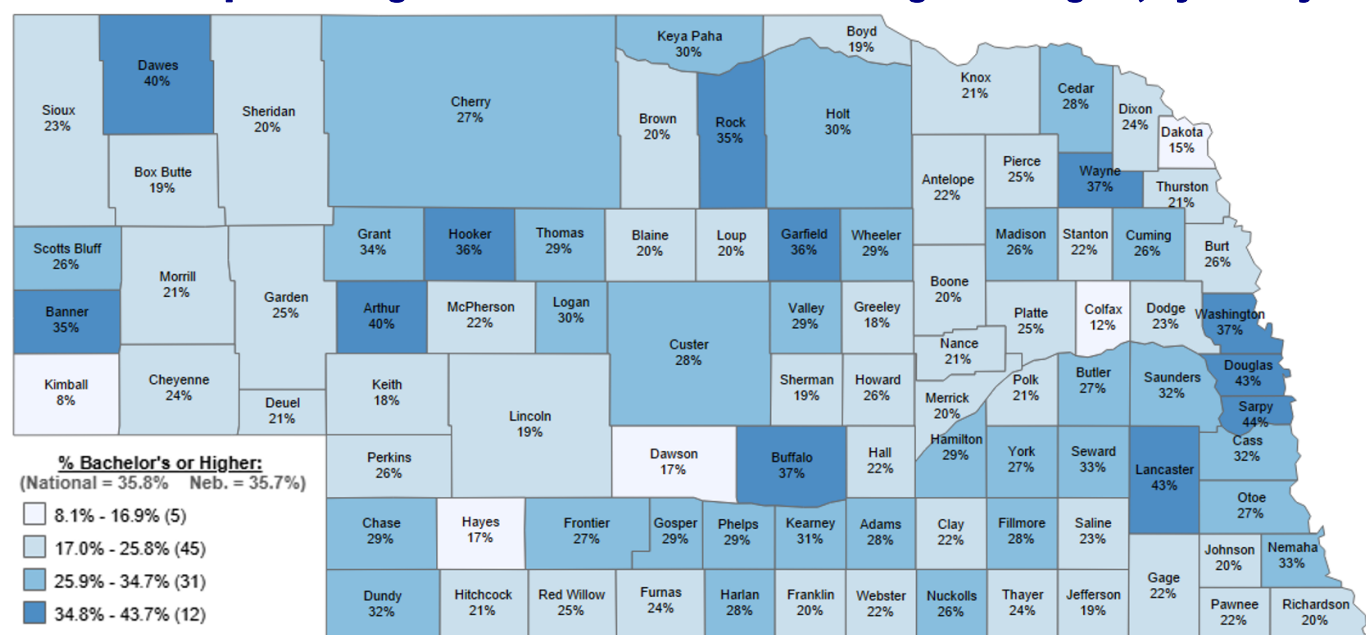 Keya Paha
30%
Boyd
19%
Dawes
40%
Knox
21%
Cedar
28%
Sioux
23%
Sheridan
20%
Cherry
27%
Brown
20%
Rock
35%
Holt
30%
Dixon
24%
Dakota
15%
Box Butte
19%
Antelope
22%
Pierce
25%
Wayne
37%
Thurston
21%
Scotts Bluff
26%
Grant
34%
Hooker
36%
Thomas
29%
Blaine
20%
Loup
20%
Garfield
36%
Wheeler
29%
Madison
26%
Stanton
22%
Cuming
26%
Burt
26%
Morrill
21%
Garden
25%
Boone
20%
Banner
35%
Arthur
40%
McPherson
22%
Logan
30%
Custer
28%
Valley
29%
Greeley
18%
Platte
25%
Colfax
12%
Dodge
23%
Washington
37%
Nance
21%
Kimball
8%
Cheyenne
24%
Deuel
21%
Keith
18%
Lincoln
19%
Sherman
19%
Howard
26%
Merrick
20%
Polk
21%
Butler
27%
Saunders
32%
Douglas
43%
Sarpy
44%
Perkins
26%
Dawson
17%
Buffalo
37%
Hall
22%
Hamilton
29%
York
27%
Seward
33%
Lancaster
43%
Cass
32%
Otoe
27%
Chase
29%
Hayes
17%
Frontier
27%
Gosper
29%
Phelps
29%
Kearney
31%
Adams
28%
Clay
22%
Fillmore
28%
Saline
23%
Johnson
20%
Nemaha
33%
Dundy
32%
Hitchcock
21%
Red Willow
25%
Furnas
24%
Harlan
28%
Franklin
20%
Webster
22%
Nuckolls
26%
Thayer
24%
Jefferson
19%
Gage
22%
Pawnee
22%
Richardson
20%
% Bachelor's or Higher:
(National = 35.8% Neb. = 35.7%)
8.1% - 16.9% (5)
17.0% - 25.8% (45)
25.9% - 34.7% (31)
34.8% - 43.7% (12)